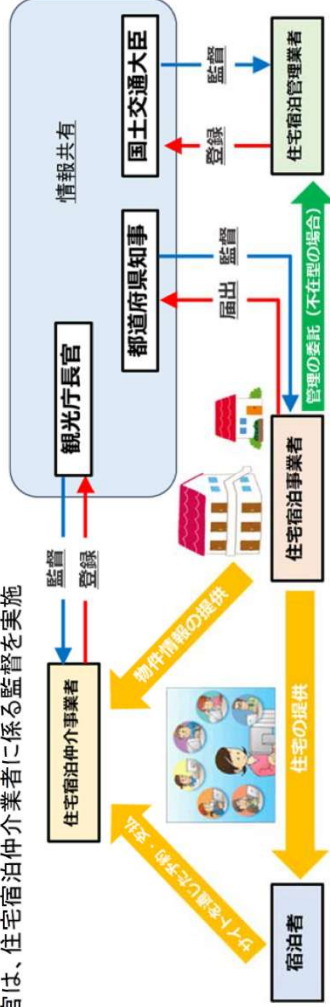 官は、住宅宿泊仲介業者に係る監督を実施
情報共有
観光庁長官
都道府県知事
国土交通大臣
監督
登録
届出
監督
登録
監督
住宅宿泊仲介事業者
物件情報の提供
サイトを通じた予約・支払
住宅宿泊事業者
管理の委託（不在型の場合）
住宅宿泊管理業者
住宅の提供
宿泊者